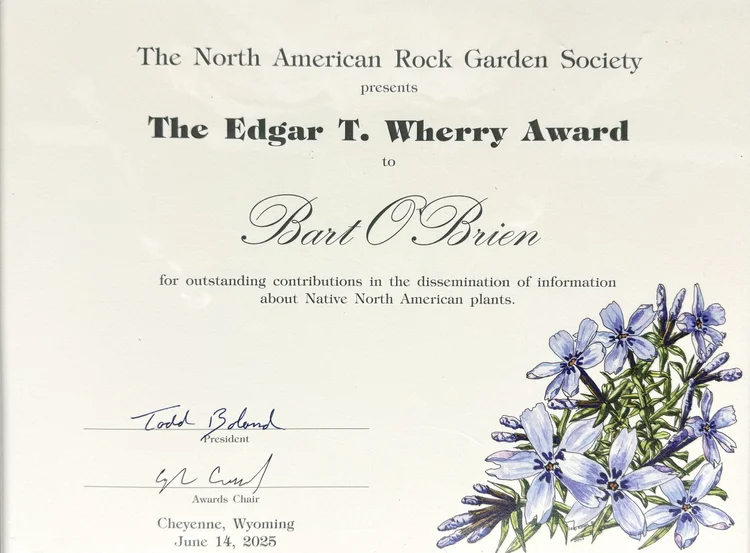 The North American Rock Garden Society
presents
The Edgar T. Wherry Award
to
Bart O'Brien
for outstanding contributions in the dissemination of information
about Native North American plants.
Todd Boland
President
Awards Chair
Cheyenne, Wyoming
June 14, 2025